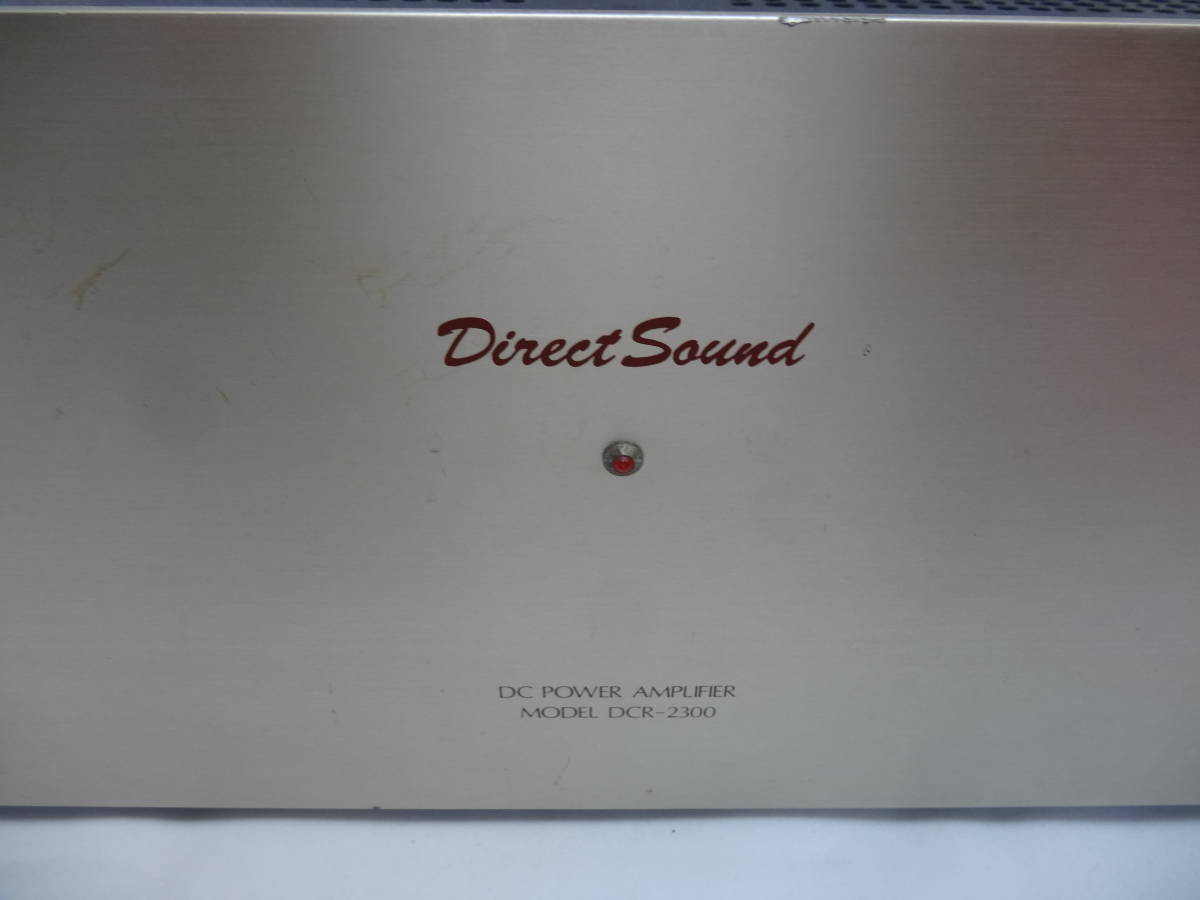 Direct Sound
DC POWER AMPLIFIER
MODEL DCR-2300